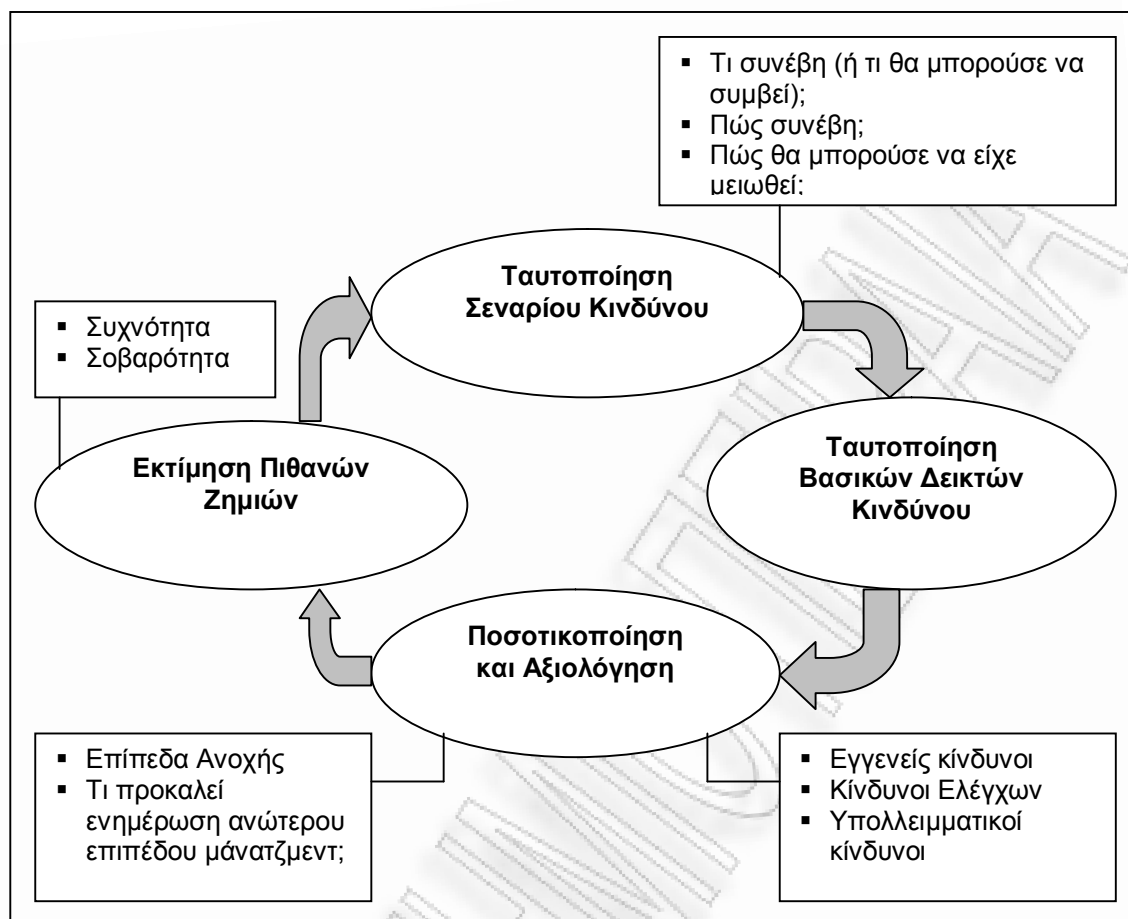 ▪ Τι συνέβη (ή τι θα μπορούσε να
συμβεί);
▪ Πώς συνέβη;
▪ Πώς θα μπορούσε να είχε
μειωθεί;
Ταυτοποίηση
Σεναρίου Κινδύνου
▪ Συχνότητα
▪ Σοβαρότητα
Εκτίμηση Πιθανών
Ζημιών
Ταυτοποίηση
Βασικών Δεικτών
Κινδύνου
Ποσοτικοποίηση
και Αξιολόγηση
▪ Επίπεδα Ανοχής
▪ Τι προκαλεί
ενημέρωση ανώτερου
επιπέδου μάνατζμεντ;
▪ Εγγενείς κίνδυνοι
▪ Κίνδυνοι Ελέγχων
▪ Υπολλειμματικοί
κίνδυνοι